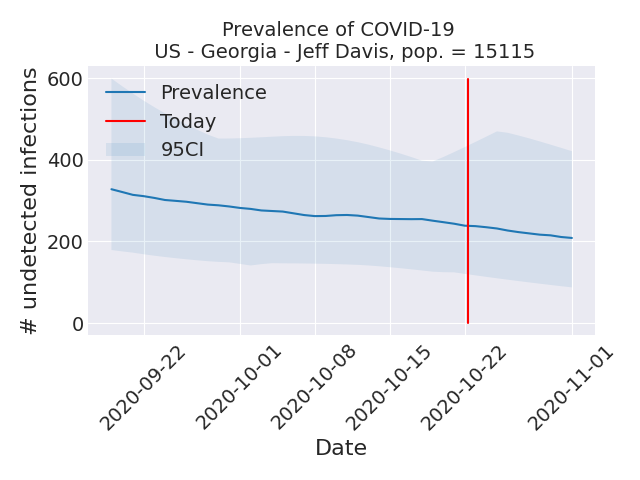 Prevalence of COVID-19
US - Georgia - Jeff Davis, pop. = 15115
# undetected infections
600
400
200
0
Prevalence
Today
95CI
2020-09-22
2020-10-01
2020-10-08
2020-10-15
2020-10-22
2020-11-01
Date